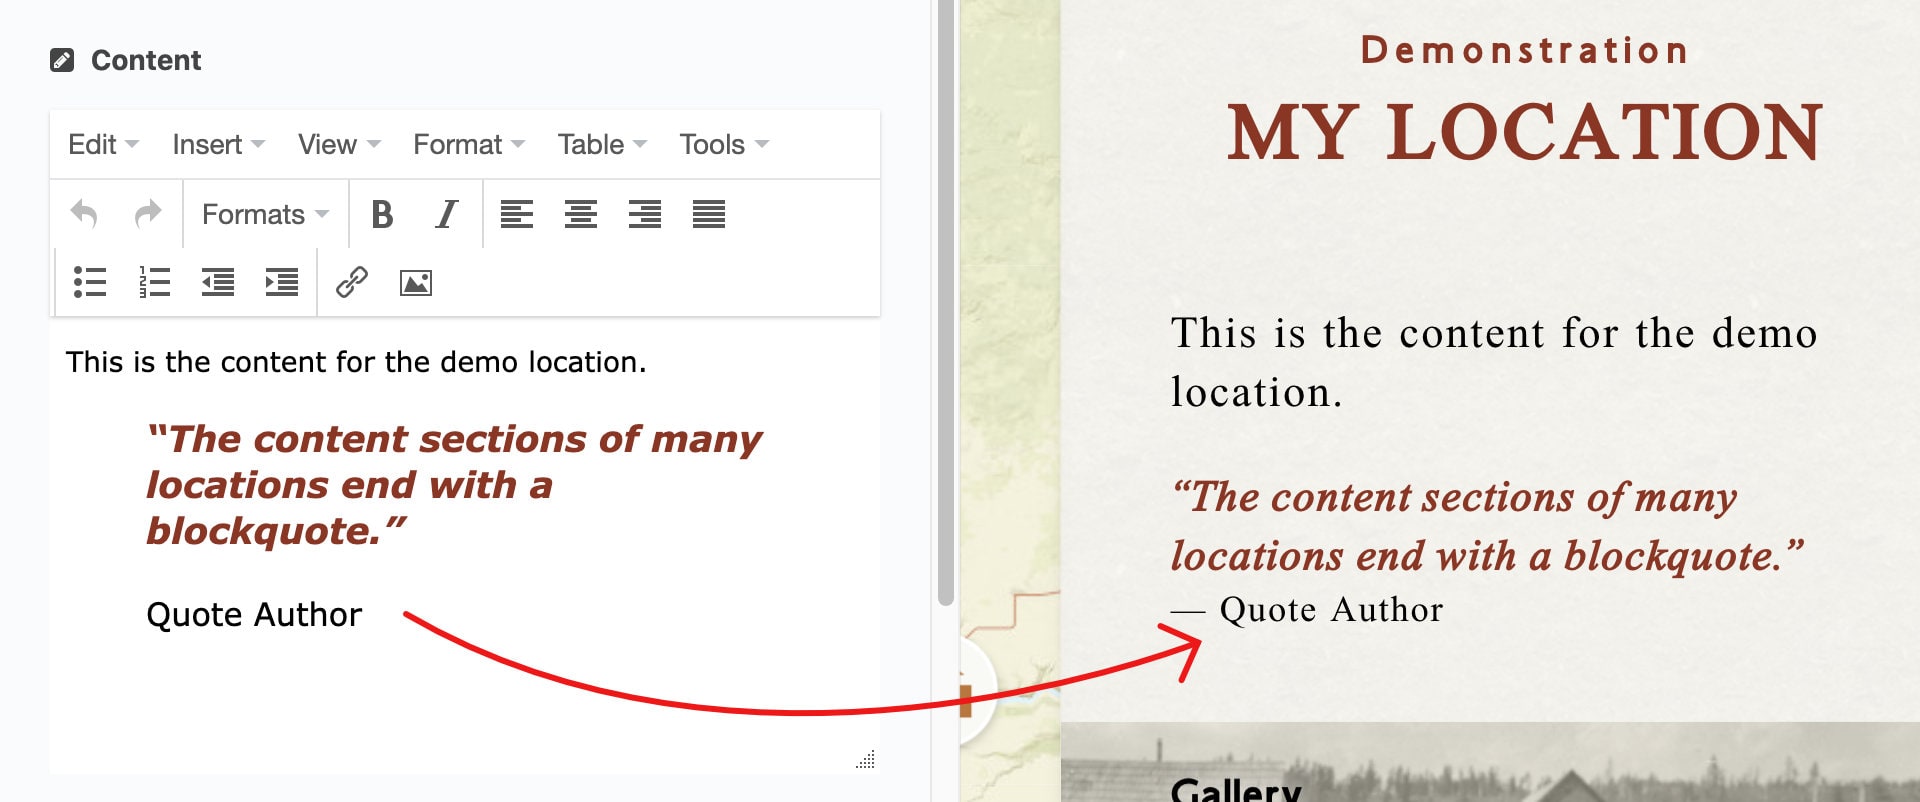 Content
Edit Insert View Format Table Tools
Formats B I
This is the content for the demo location.
“The content sections of many
locations end with a
blockquote.”
Quote Author
Demonstration
MY LOCATION
This is the content for the demo
location.
“The content sections of many
locations end with a blockquote.”
— Quote Author
Gallery